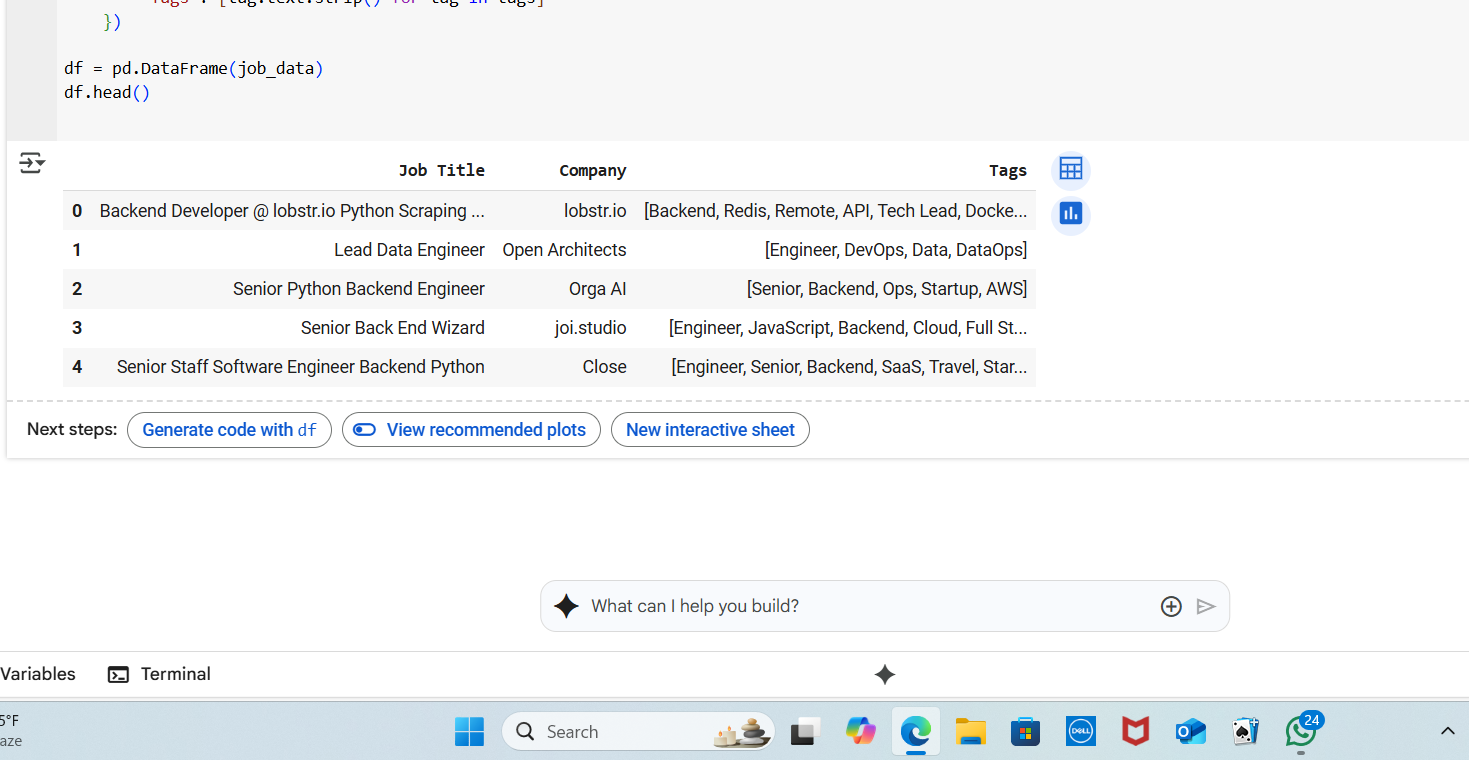 })
df = pd.DataFrame(job_data)
df.head()
Job Title Company Tags
0 Backend Developer @ lobstr.io Python Scraping ... lobstr.io [Backend, Redis, Remote, API, Tech Lead, Docke...
1 Lead Data Engineer Open Architects [Engineer, DevOps, Data, DataOps]
2 Senior Python Backend Engineer Orga AI [Senior, Backend, Ops, Startup, AWS]
3 Senior Back End Wizard joi.studio [Engineer, JavaScript, Backend, Cloud, Full St...
4 Senior Staff Software Engineer Backend Python Close [Engineer, Senior, Backend, SaaS, Travel, Star...
Next steps: Generate code with df View recommended plots New interactive sheet
What can I help you build?
Variables Terminal
5°F
aze
Search
DELL
24